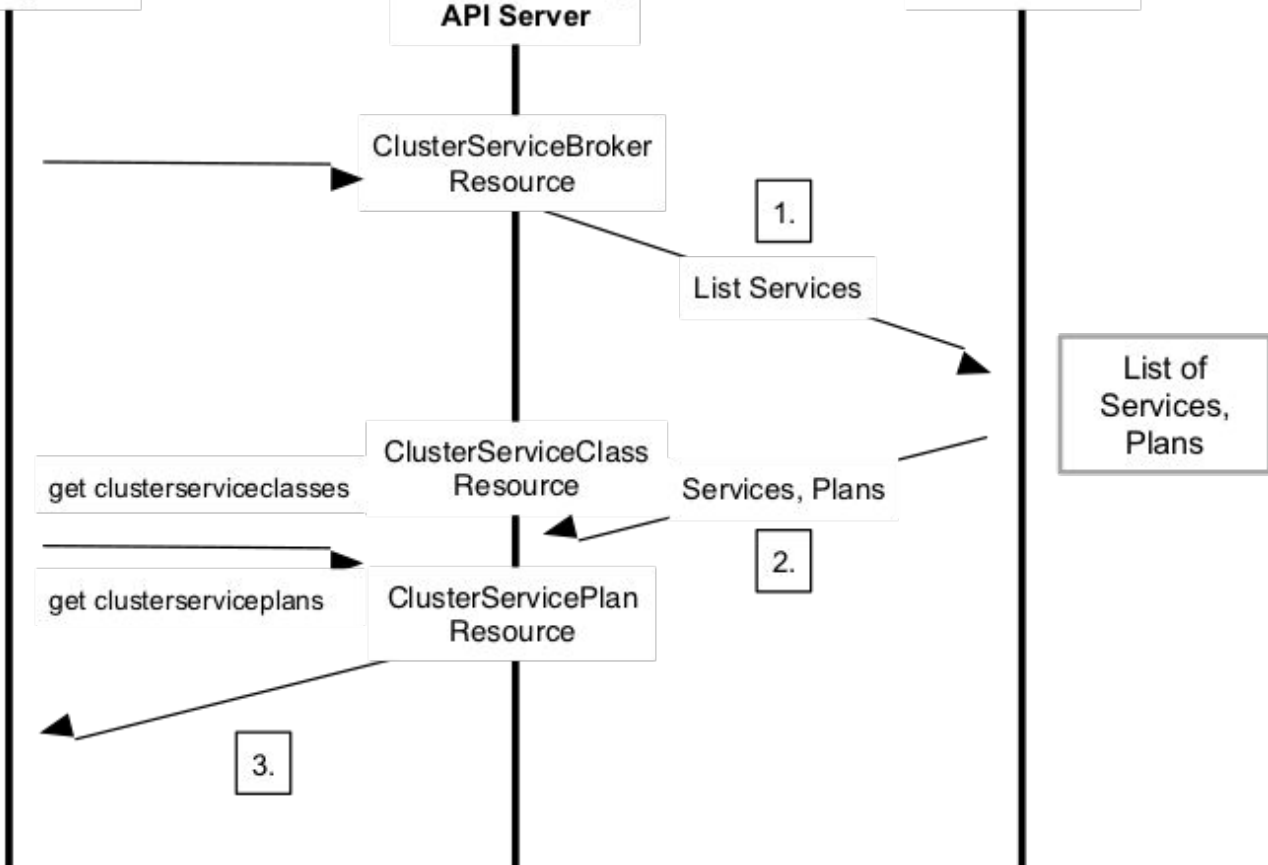 API Server
ClusterServiceBroker
Resource
1.
List Services
List of
Services,
Plans
ClusterServiceClass
Resource
get clusterserviceclasses
Services, Plans
2.
get clusterserviceplans
ClusterServicePlan
Resource
3.